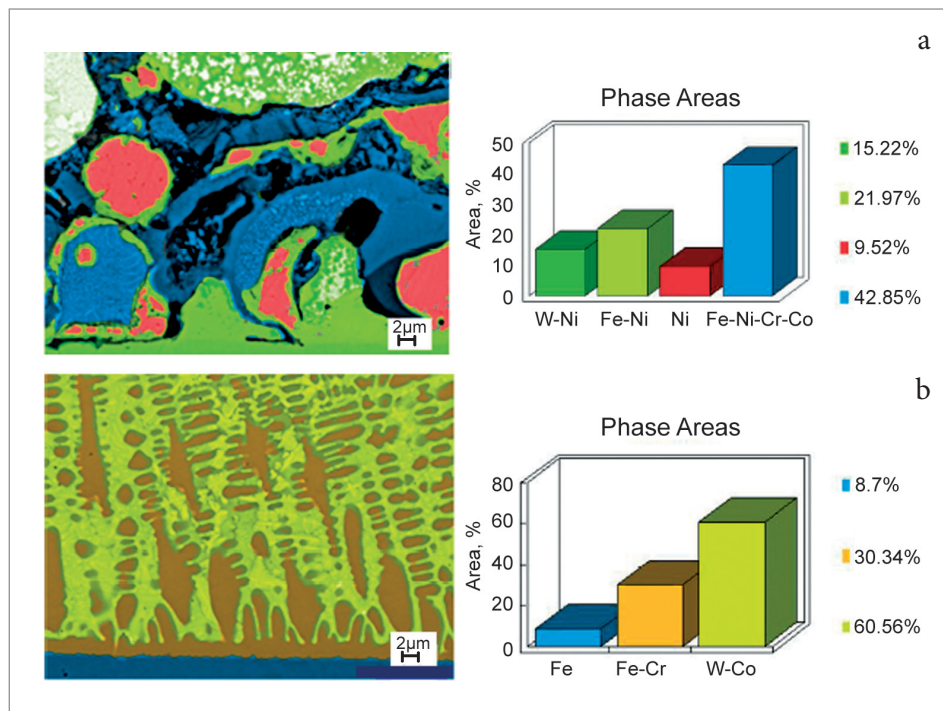 a
Phase Areas
Area, %
50
40
30
20
10
0
W-Ni Fe-Ni Ni Fe-Ni-Cr-Co
15.22%
21.97%
9.52%
42.85%
2µm
b
Phase Areas
Area, %
80
60
40
20
0
Fe Fe-Cr W-Co
8.7%
30.34%
60.56%
2µm